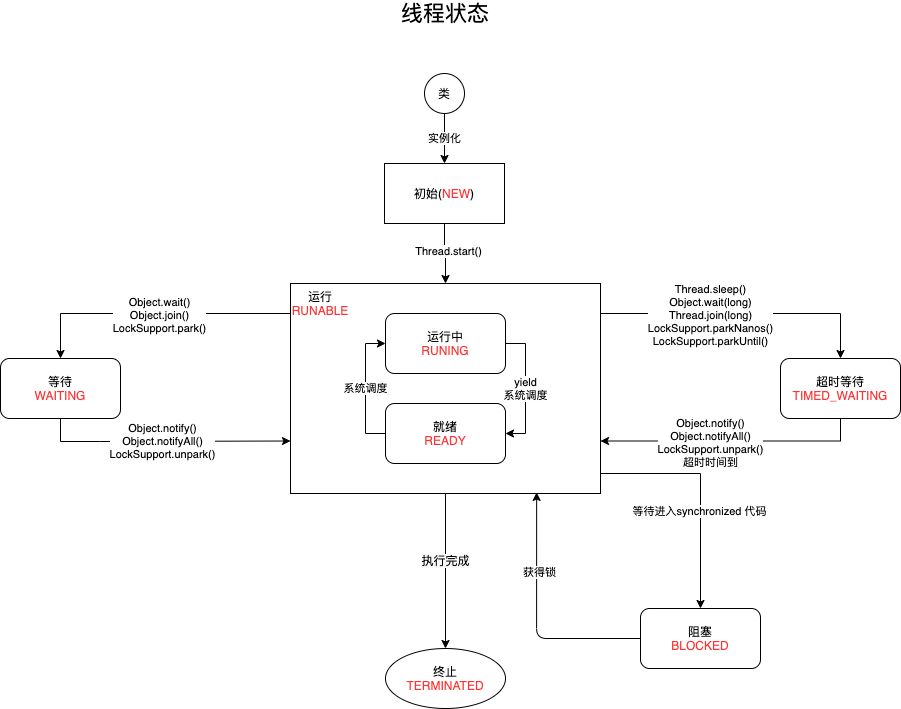 线程状态
类
实例化
初始(NEW)
Thread.start()
运行
RUNABLE
Object.wait()
Object.join()
LockSupport.park()
Thread.sleep()
Object.wait(long)
Thread.join(long)
LockSupport.parkNanos()
LockSupport.parkUntil()
运行中
RUNING
等待
WAITING
系统调度
yield
系统调度
超时等待
TIMED_WAITING
就绪
READY
Object.notify()
Object.notifyAll()
LockSupport.unpark()
Object.notify()
Object.notifyAll()
LockSupport.unpark()
超时时间到
等待进入synchronized 代码
执行完成
获得锁
阻塞
BLOCKED
终止
TERMINATED